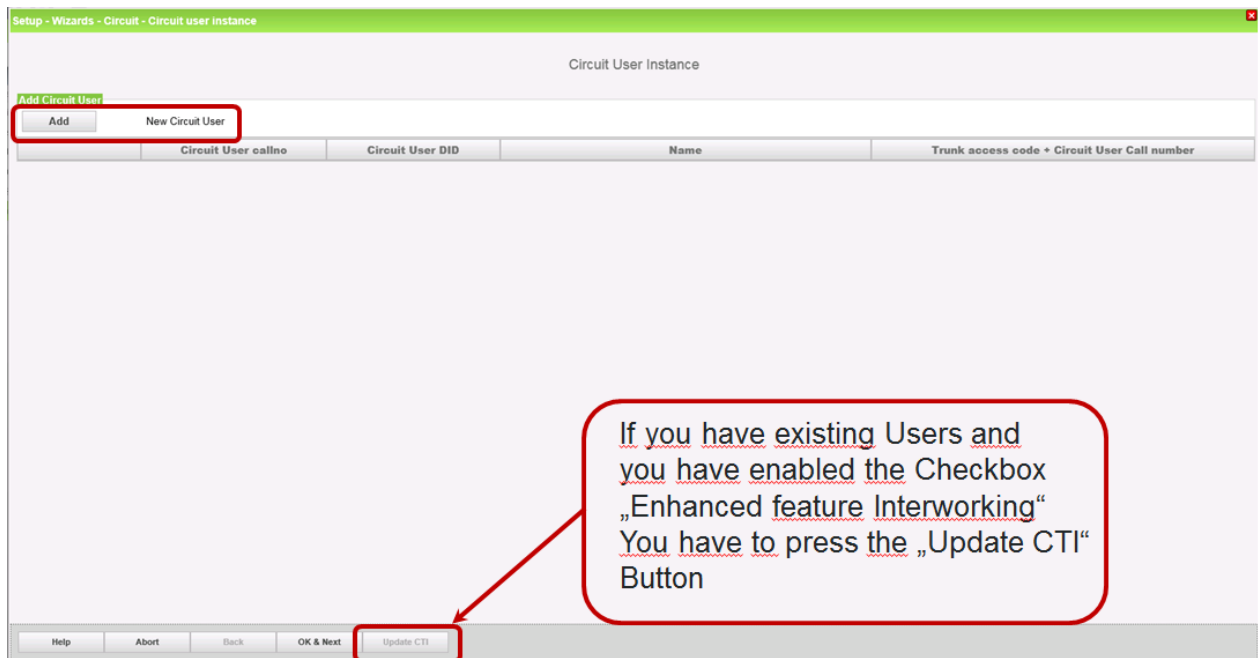 Setup - Wizards - Circuit - Circuit user instance
Circuit User Instance
Add Circuit User
Add New Circuit User
Circuit User callno Circuit User DID Name Trunk access code + Circuit User Call number
If you have existing Users and
you have enabled the Checkbox
„Enhanced feature Interworking“
You have to press the „Update CTI“
Button
Help Abort Back OK & Next Update CTI